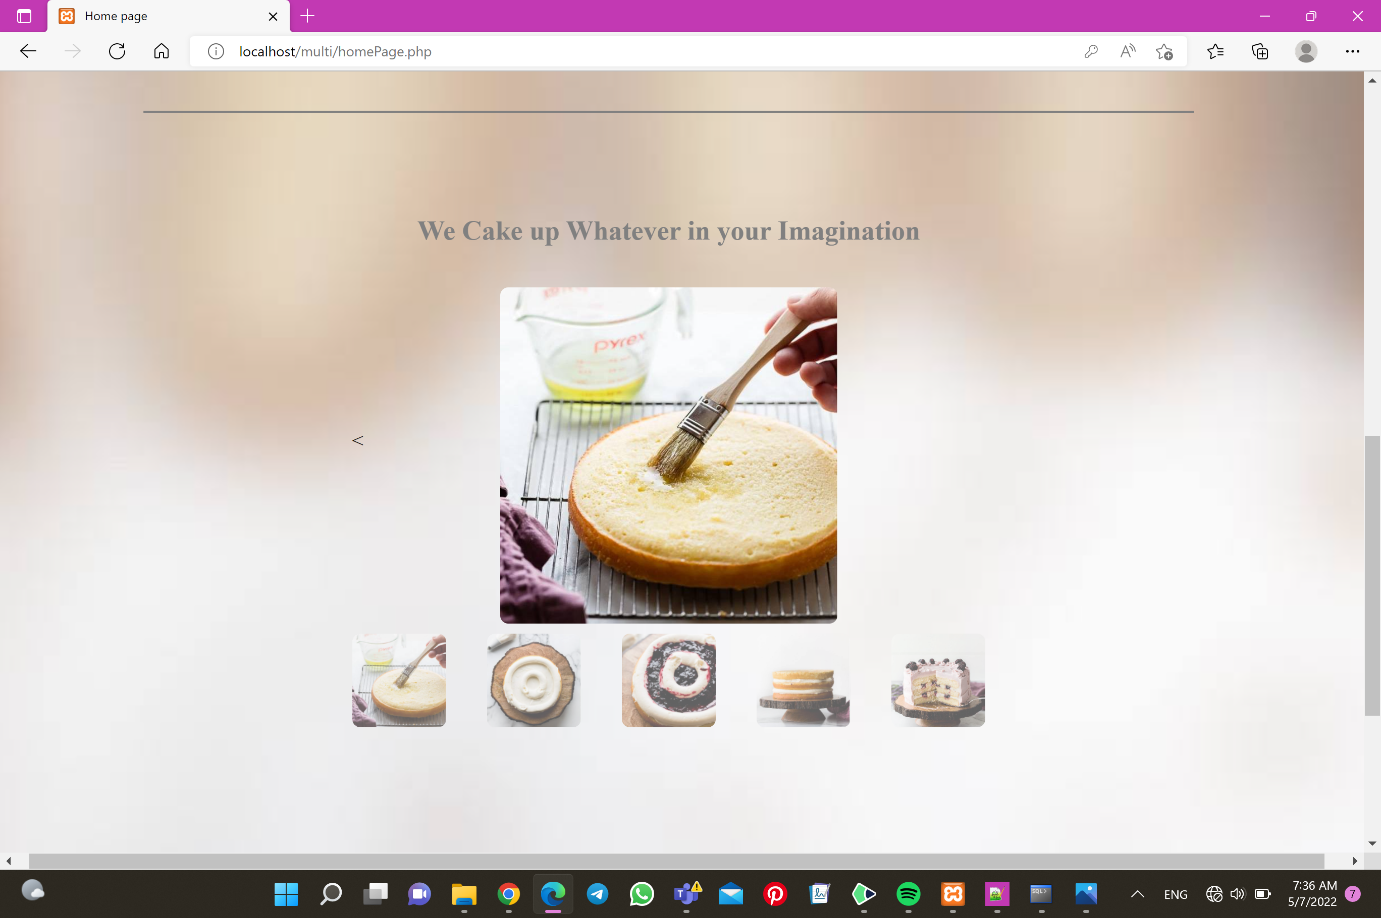 Home page
localhost/multi/homePage.php
We Cake up Whatever in your Imagination
pyrex
<
ENG
7:36 AM
5/7/2022
7